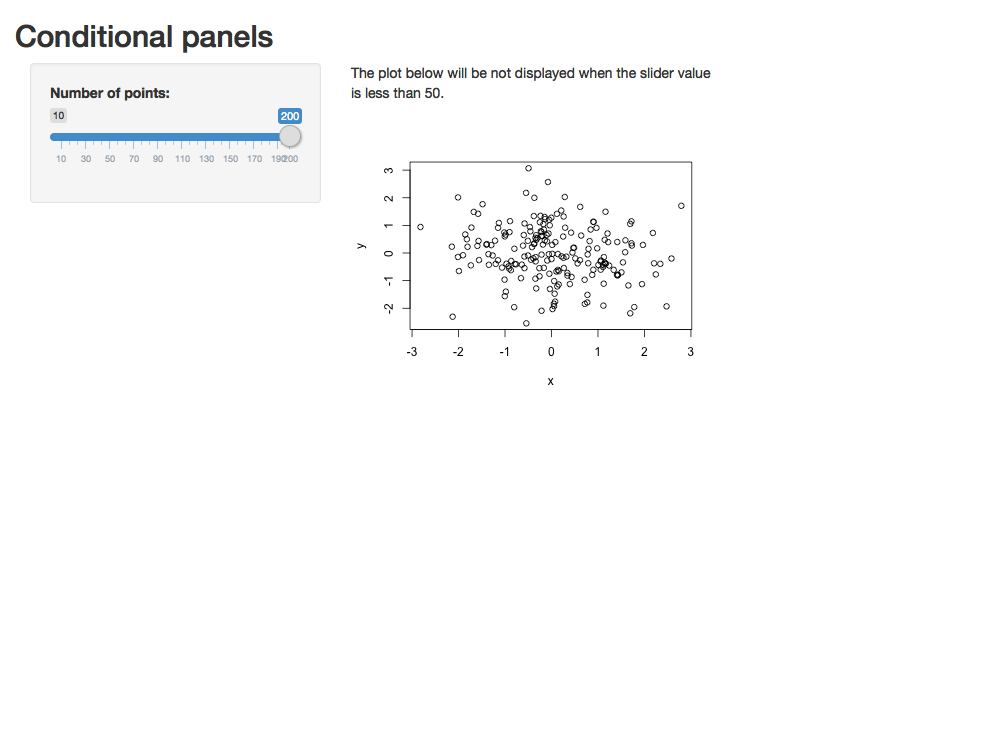 Conditional panels
Number of points:
10 200
10 30 50 70 90 110 130 150 170 190 200
The plot below will be not displayed when the slider value
is less than 50.
3
2
1
0
-1
-2
y
-3 -2 -1 0 1 2 3
x